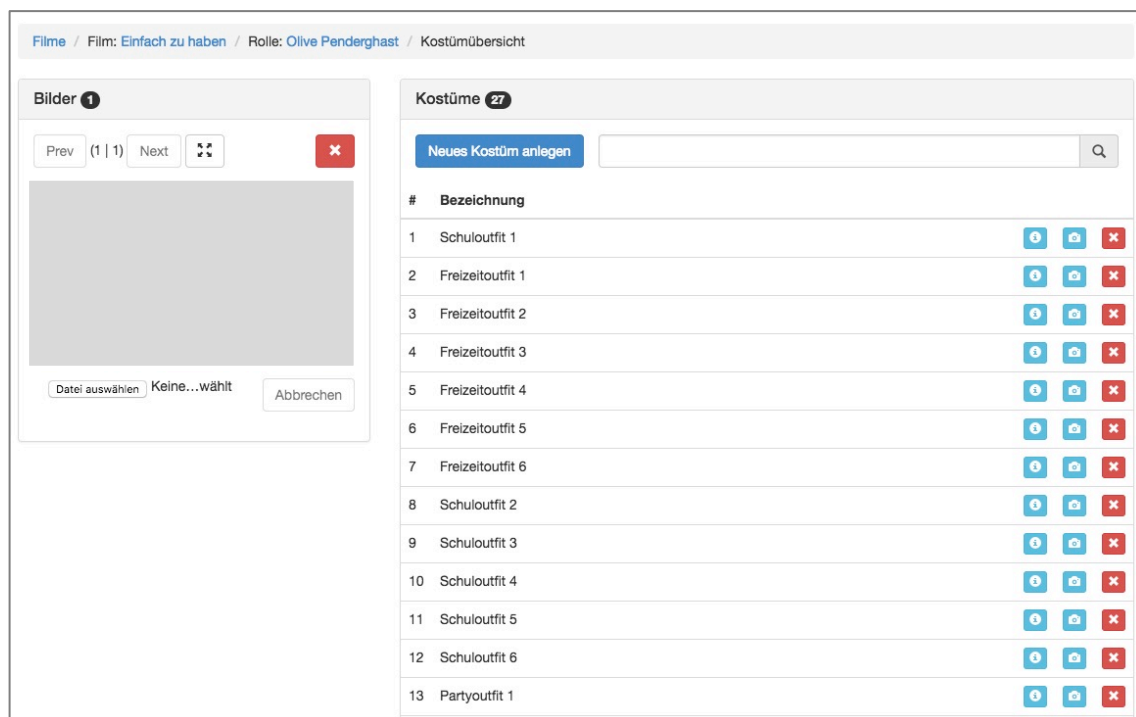 Filme / Film: Einfach zu haben / Rolle: Olive Penderghast / Kostümübersicht
Bilder 1
Prev (1 | 1) Next
Datei auswählen Keine...wählt Abbrechen
Kostüme 27
Neues Kostüm anlegen
# Bezeichnung
1 Schuloutfit 1
2 Freizeitoutfit 1
3 Freizeitoutfit 2
4 Freizeitoutfit 3
5 Freizeitoutfit 4
6 Freizeitoutfit 5
7 Freizeitoutfit 6
8 Schuloutfit 2
9 Schuloutfit 3
10 Schuloutfit 4
11 Schuloutfit 5
12 Schuloutfit 6
13 Partyoutfit 1